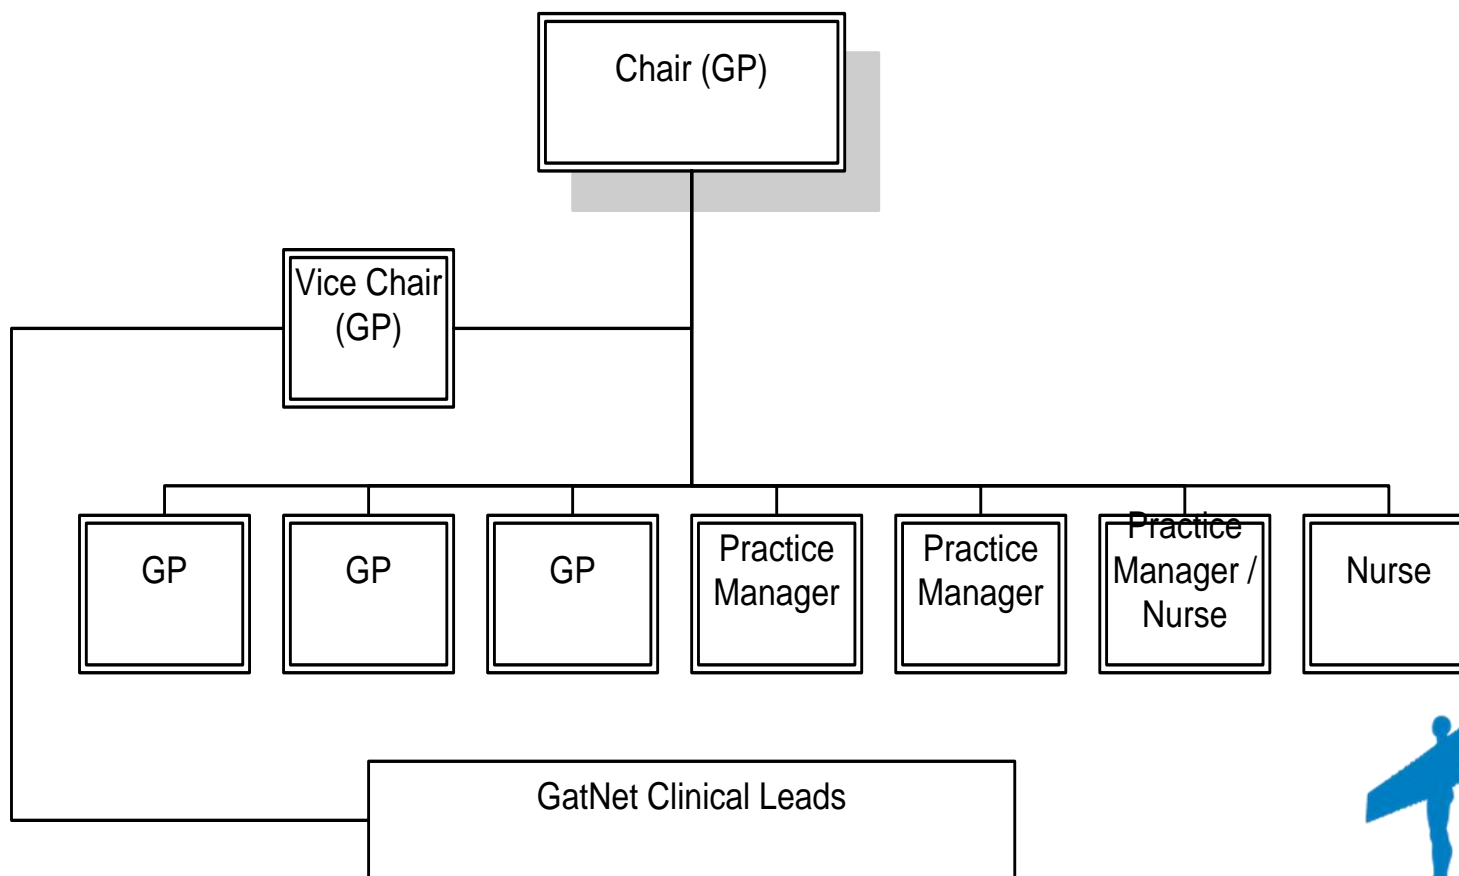 Chair (GP)
Vice Chair
(GP)
GP
GP
GP
Practice
Manager
Practice
Manager
Practice
Manager /
Nurse
Nurse
GatNet Clinical Leads